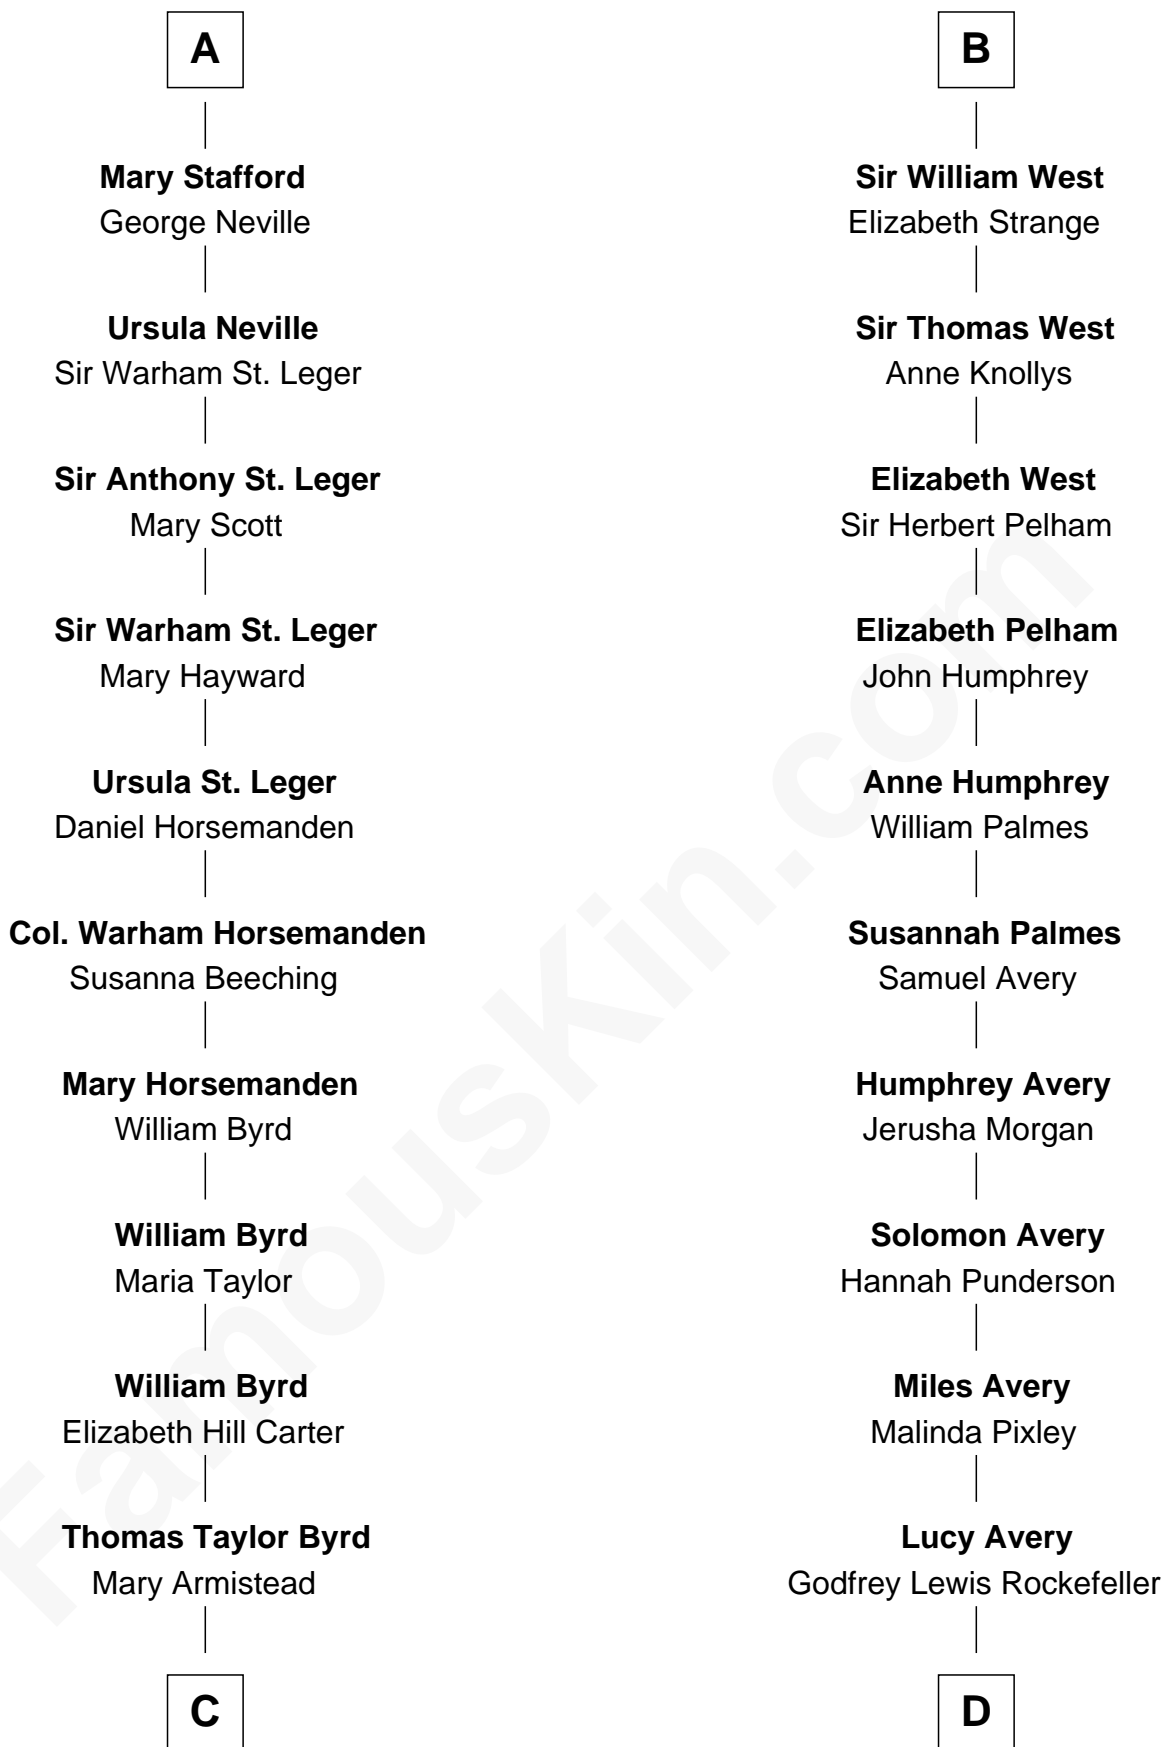 A
Mary Stafford
George Neville
Ursula Neville
Sir Warham St. Leger
Sir Anthony St. Leger
Mary Scott
Sir Warham St. Leger
Mary Hayward
Ursula St. Leger
Daniel Horsemanden
Col. Warham Horsemanden
Susanna Beeching
Mary Horsemanden
William Byrd
William Byrd
Maria Taylor
William Byrd
Elizabeth Hill Carter
Thomas Taylor Byrd
Mary Armistead
C
B
Sir William West
Elizabeth Strange
Sir Thomas West
Anne Knollys
Elizabeth West
Sir Herbert Pelham
Elizabeth Pelham
John Humphrey
Anne Humphrey
William Palmes
Susannah Palmes
Samuel Avery
Humphrey Avery
Jerusha Morgan
Solomon Avery
Hannah Punderson
Miles Avery
Malinda Pixley
Lucy Avery
Godfrey Lewis Rockefeller
D
FamousKin.com